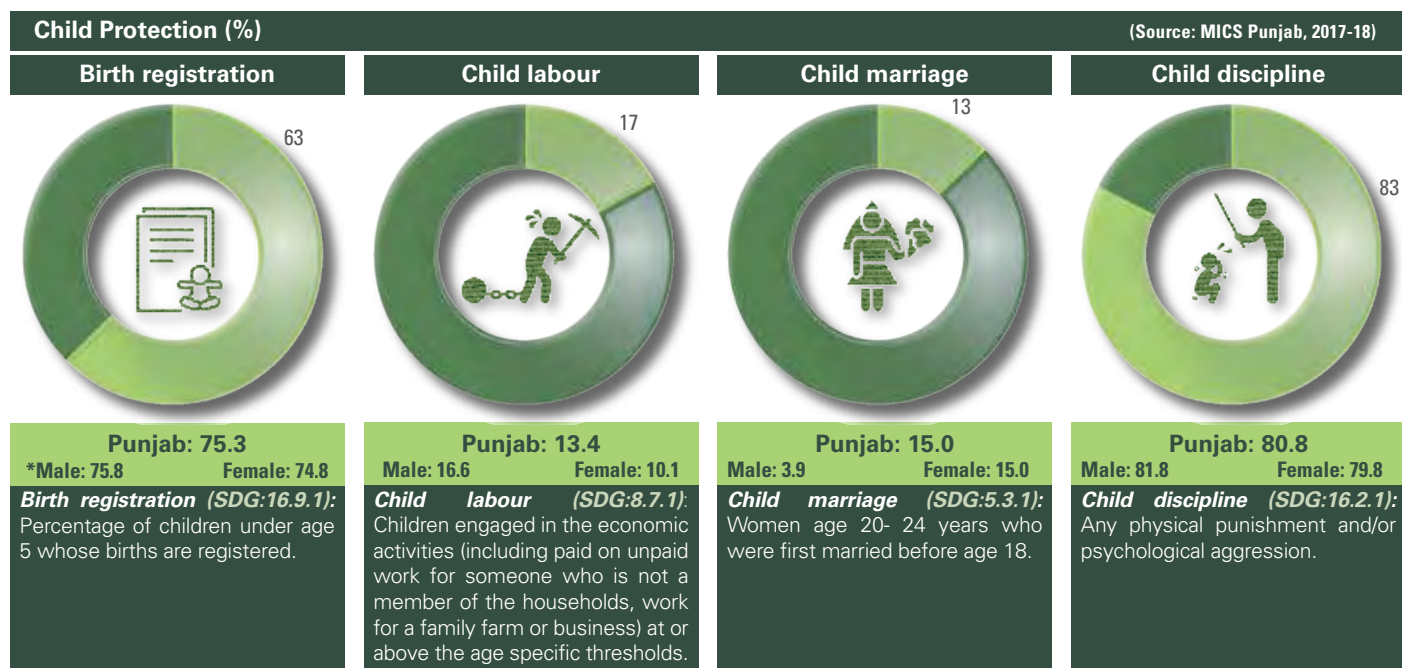 Child Protection (%)
(Source: MICS Punjab, 2017-18)
Birth registration
63
Punjab: 75.3
*Male: 75.8 Female: 74.8
Birth registration (SDG:16.9.1):
Percentage of children under age
5 whose births are registered.
Child labour
17
Punjab: 13.4
Male: 16.6 Female: 10.1
Child labour (SDG:8.7.1):
Children engaged in the economic
activities (including paid on unpaid
work for someone who is not a
member of the households, work
for a family farm or business) at or
above the age specific thresholds.
Child marriage
13
Punjab: 15.0
Male: 3.9 Female: 15.0
Child marriage (SDG:5.3.1):
Women age 20- 24 years who
were first married before age 18.
Child discipline
83
Punjab: 80.8
Male: 81.8 Female: 79.8
Child discipline (SDG:16.2.1):
Any physical punishment and/or
psychological aggression.